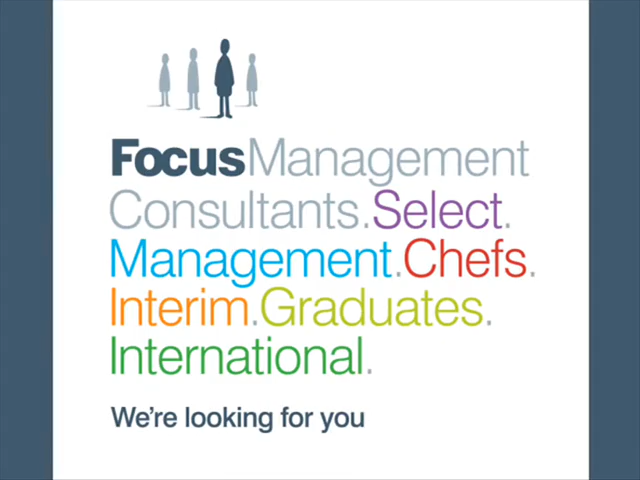 FocusManagement
Consultants.Select.
Management.Chefs.
Interim.Graduates.
International.
We're looking for you